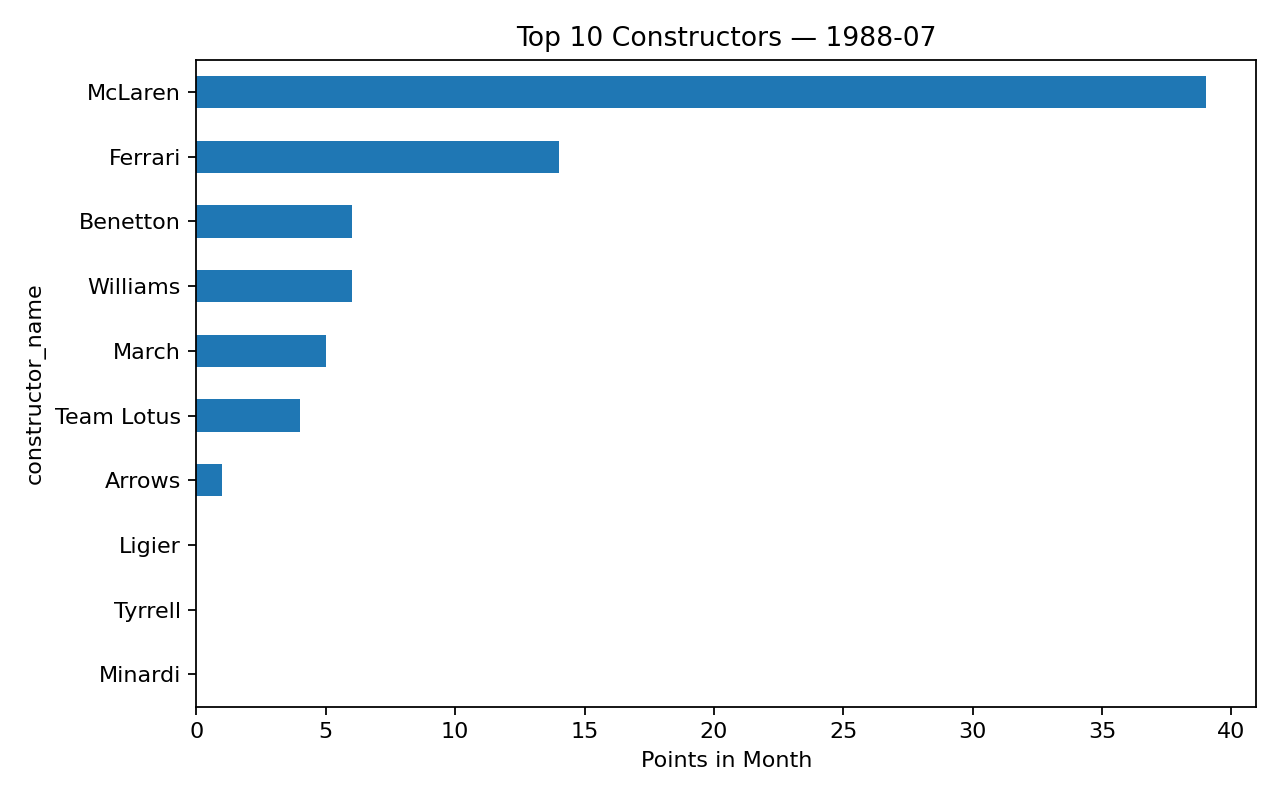 Top 10 Constructors — 1988-07
McLaren
Ferrari
Benetton
Williams
March
Team Lotus
Arrows
Ligier
Tyrrell
Minardi
constructor_name
0 5 10 15 20 25 30 35 40
Points in Month